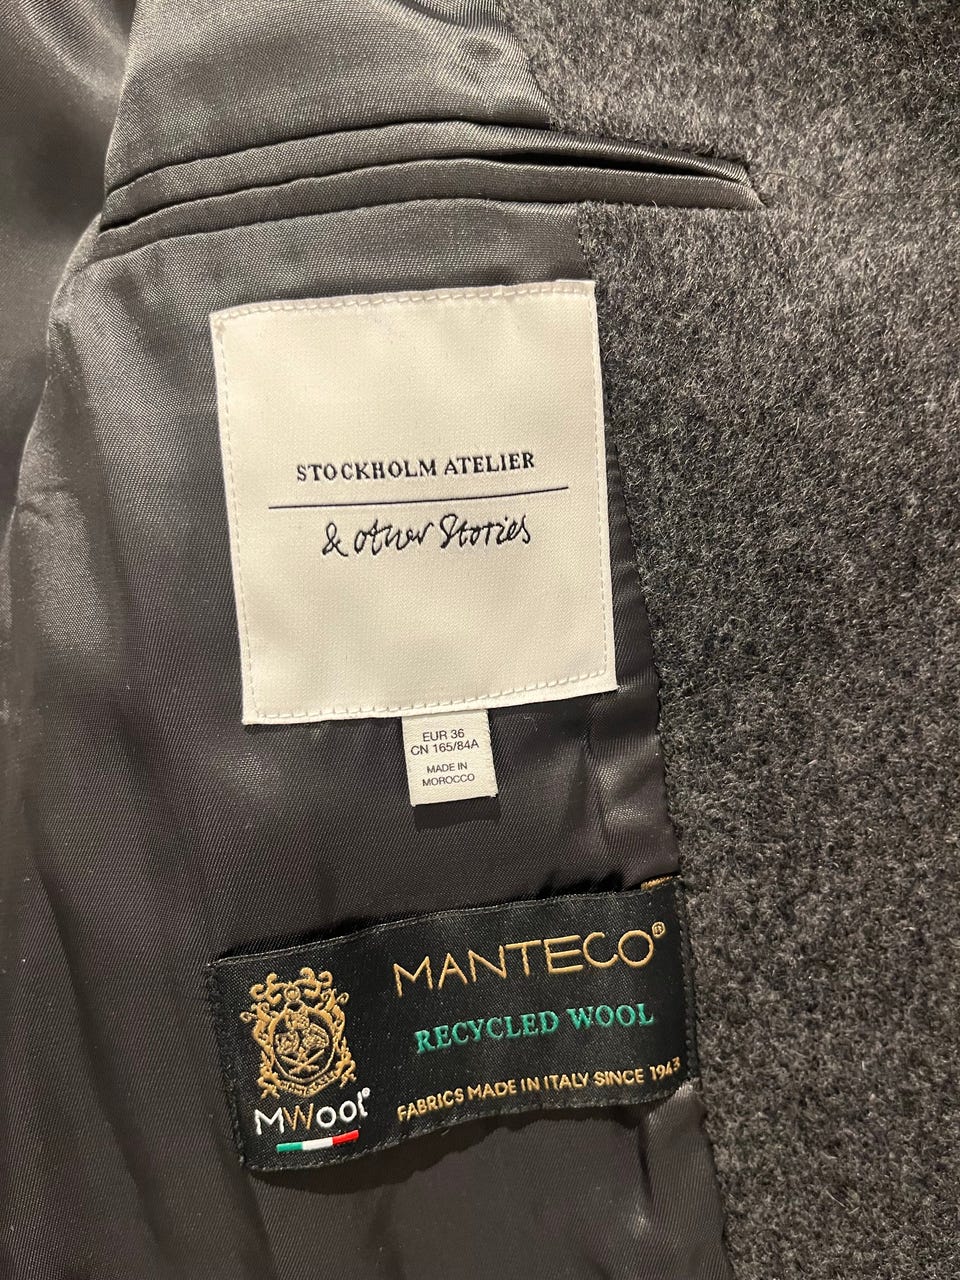 STOCKHOLM ATELIER
& other Stories
EUR 36
CN 165/84A
MADE IN
MOROCCO
MANTECO®
RECYCLED WOOL
FABRICS MADE IN ITALY SINCE 1943
MWool®